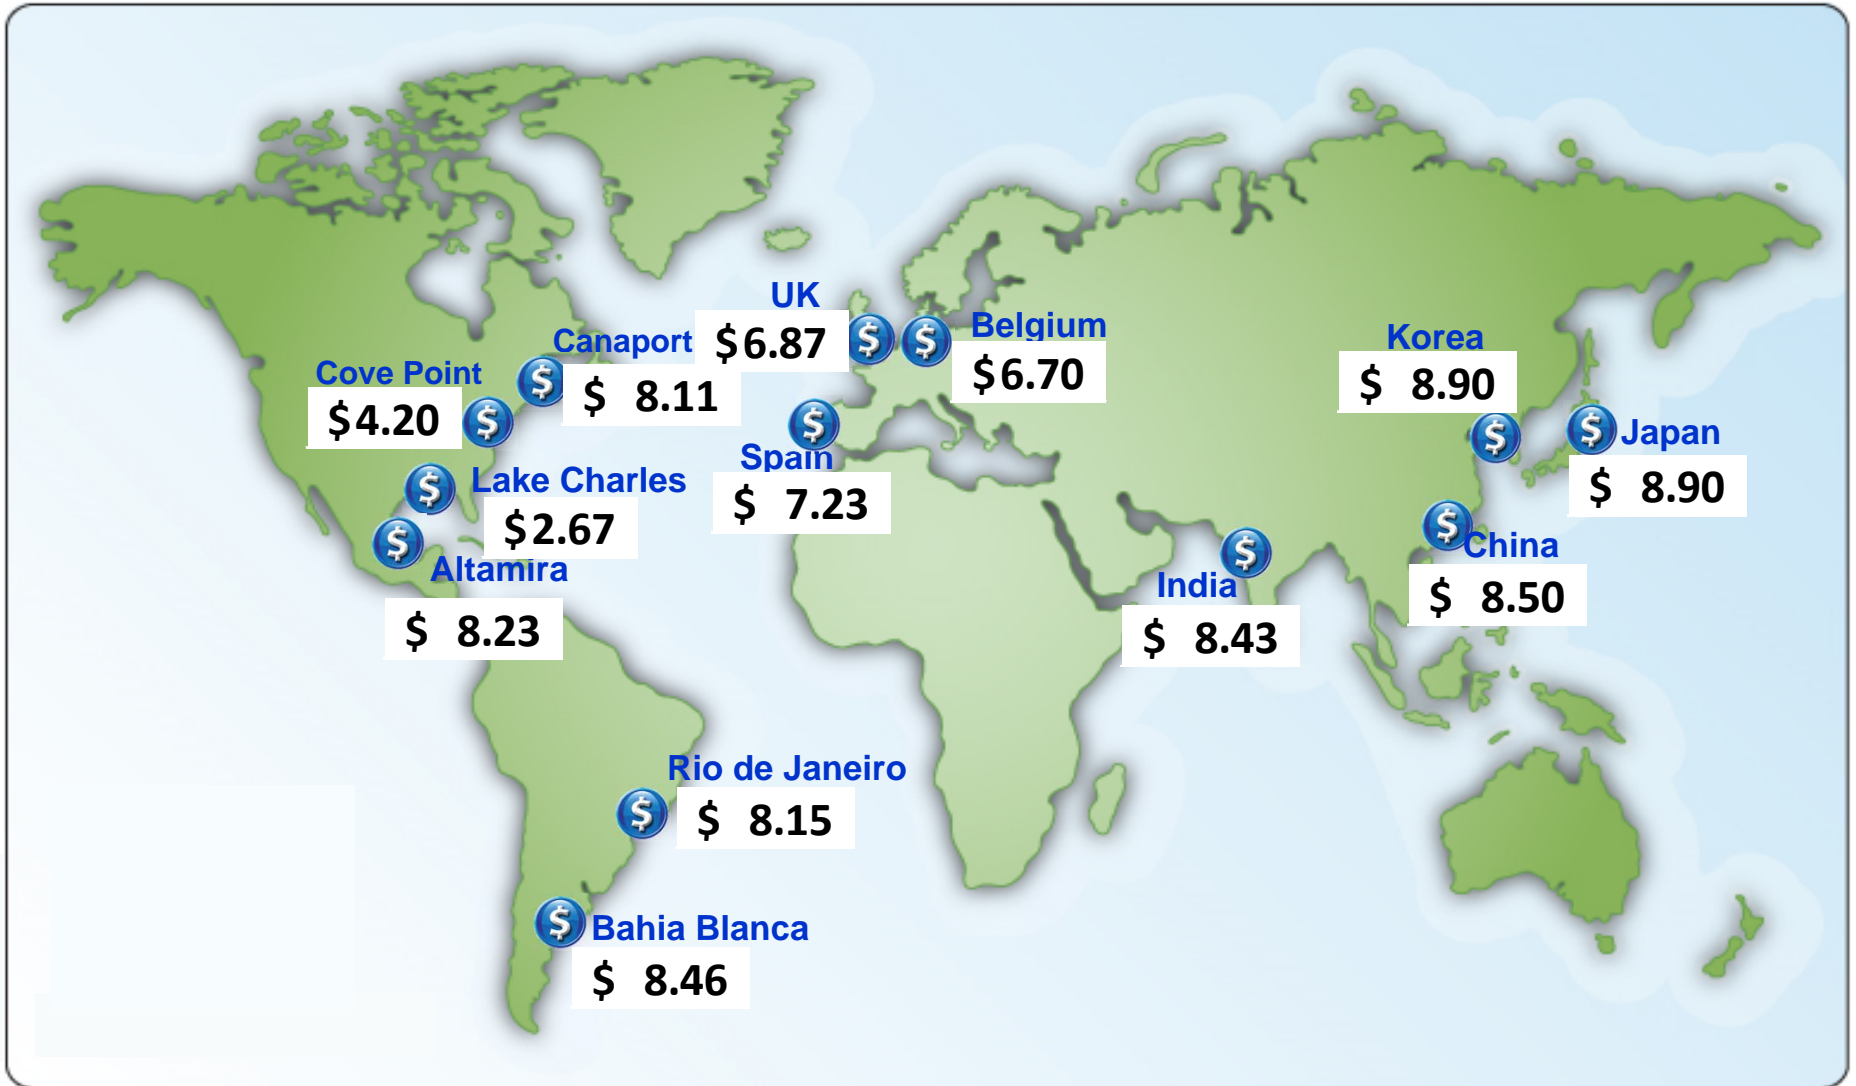 UK
$6.87
Belgium
$6.70
Canaport
$ 8.11
Cove Point
$4.20
Korea
$ 8.90
Japan
$ 8.90
Spain
$ 7.23
Lake Charles
$2.67
Altamira
$ 8.23
China
$ 8.50
India
$ 8.43
Rio de Janeiro
$ 8.15
Bahia Blanca
$ 8.46